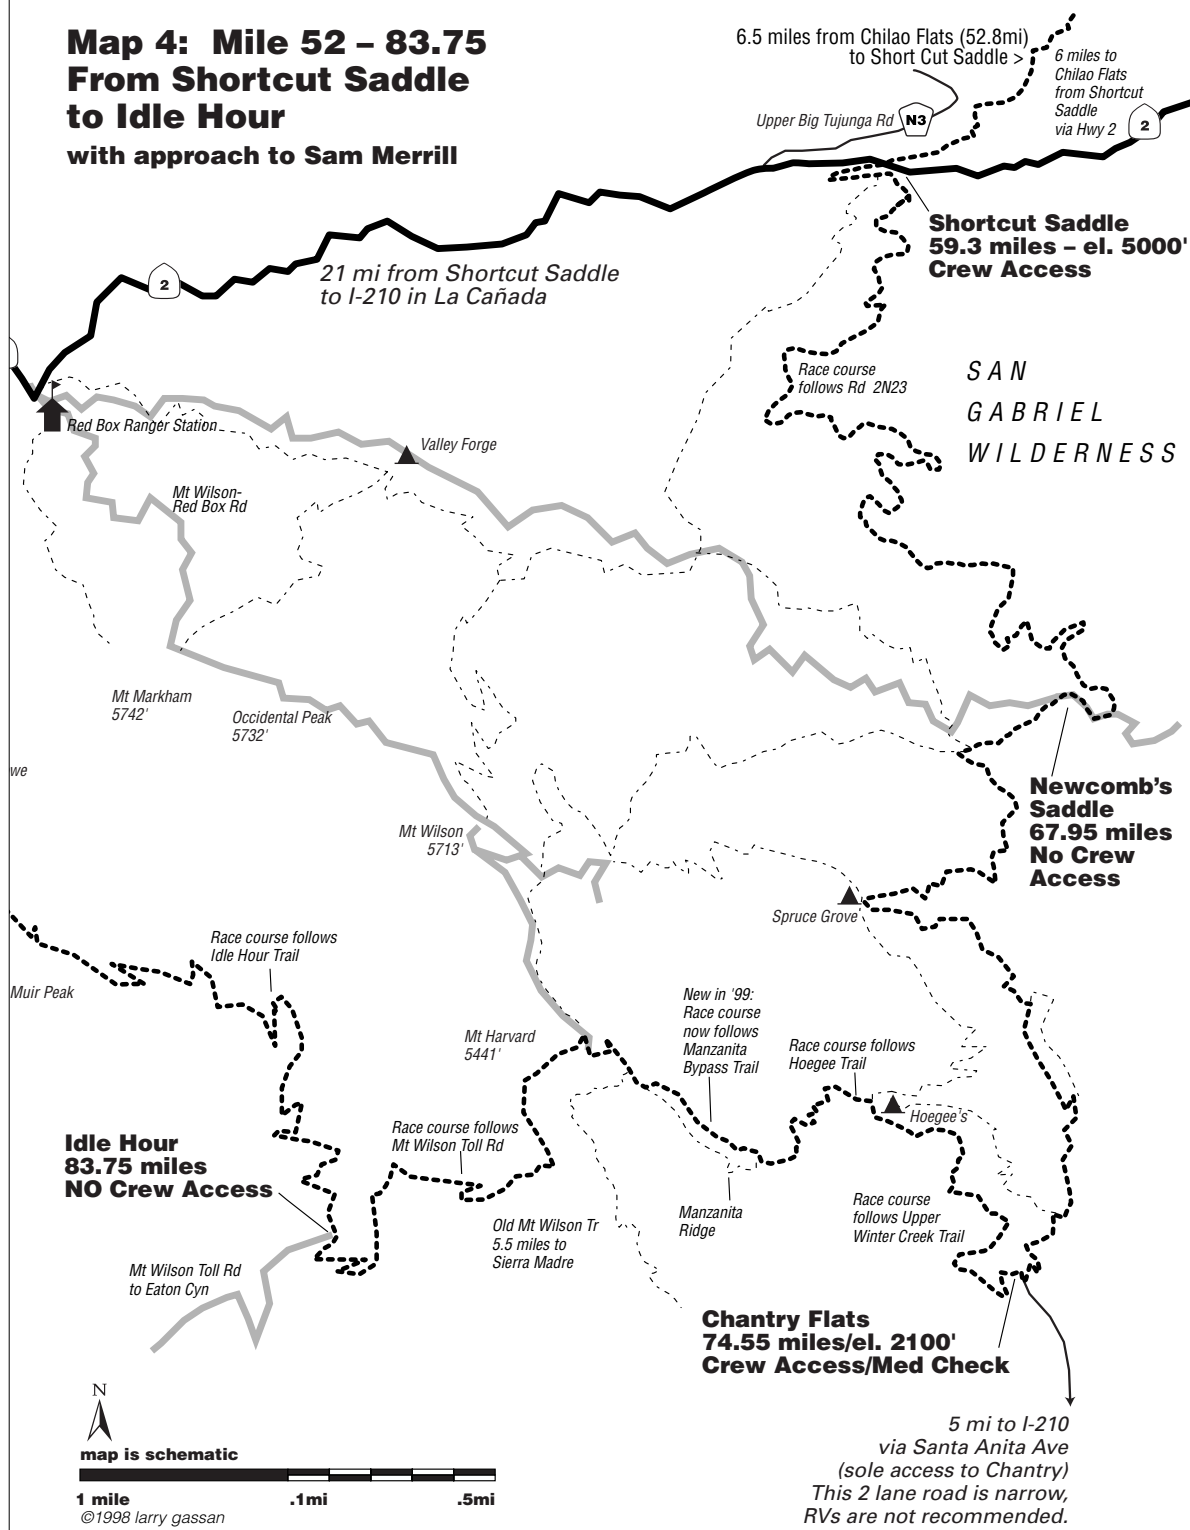 Map 4:  Mile 52 – 83.75
From Shortcut Saddle
to Idle Hour
with approach to Sam Merrill
6.5 miles from Chilao Flats (52.8mi)
to Short Cut Saddle >
6 miles to
Chilao Flats
from Shortcut
Saddle
via Hwy 2
2
Upper Big Tujunga Rd
N3
Shortcut Saddle
59.3 miles – el. 5000'
Crew Access
21 mi from Shortcut Saddle
to I-210 in La Cañada
2
Race course
follows Rd  2N23
SAN
GABRIEL
WILDERNESS
Red Box Ranger Station
Valley Forge
Mt Wilson-
Red Box Rd
Mt Markham
5742'
Occidental Peak
5732'
we
Newcomb's
Saddle
67.95 miles
No Crew
Access
Mt Wilson
5713'
Spruce Grove
Race course follows
Idle Hour Trail
Muir Peak
New in '99:
Race course
now follows
Manzanita
Bypass Trail
Mt Harvard
5441'
Race course follows
Hoegee Trail
Hoegee's
Idle Hour
83.75 miles
NO Crew Access
Race course follows
Mt Wilson Toll Rd
Manzanita
Ridge
Race course
follows Upper
Winter Creek Trail
Old Mt Wilson Tr
5.5 miles to
Sierra Madre
Mt Wilson Toll Rd
to Eaton Cyn
Chantry Flats
74.55 miles/el. 2100'
Crew Access/Med Check
N
map is schematic
1 mile .1mi .5mi
©1998 larry gassan
5 mi to I-210
via Santa Anita Ave
(sole access to Chantry)
This 2 lane road is narrow,
RVs are not recommended.